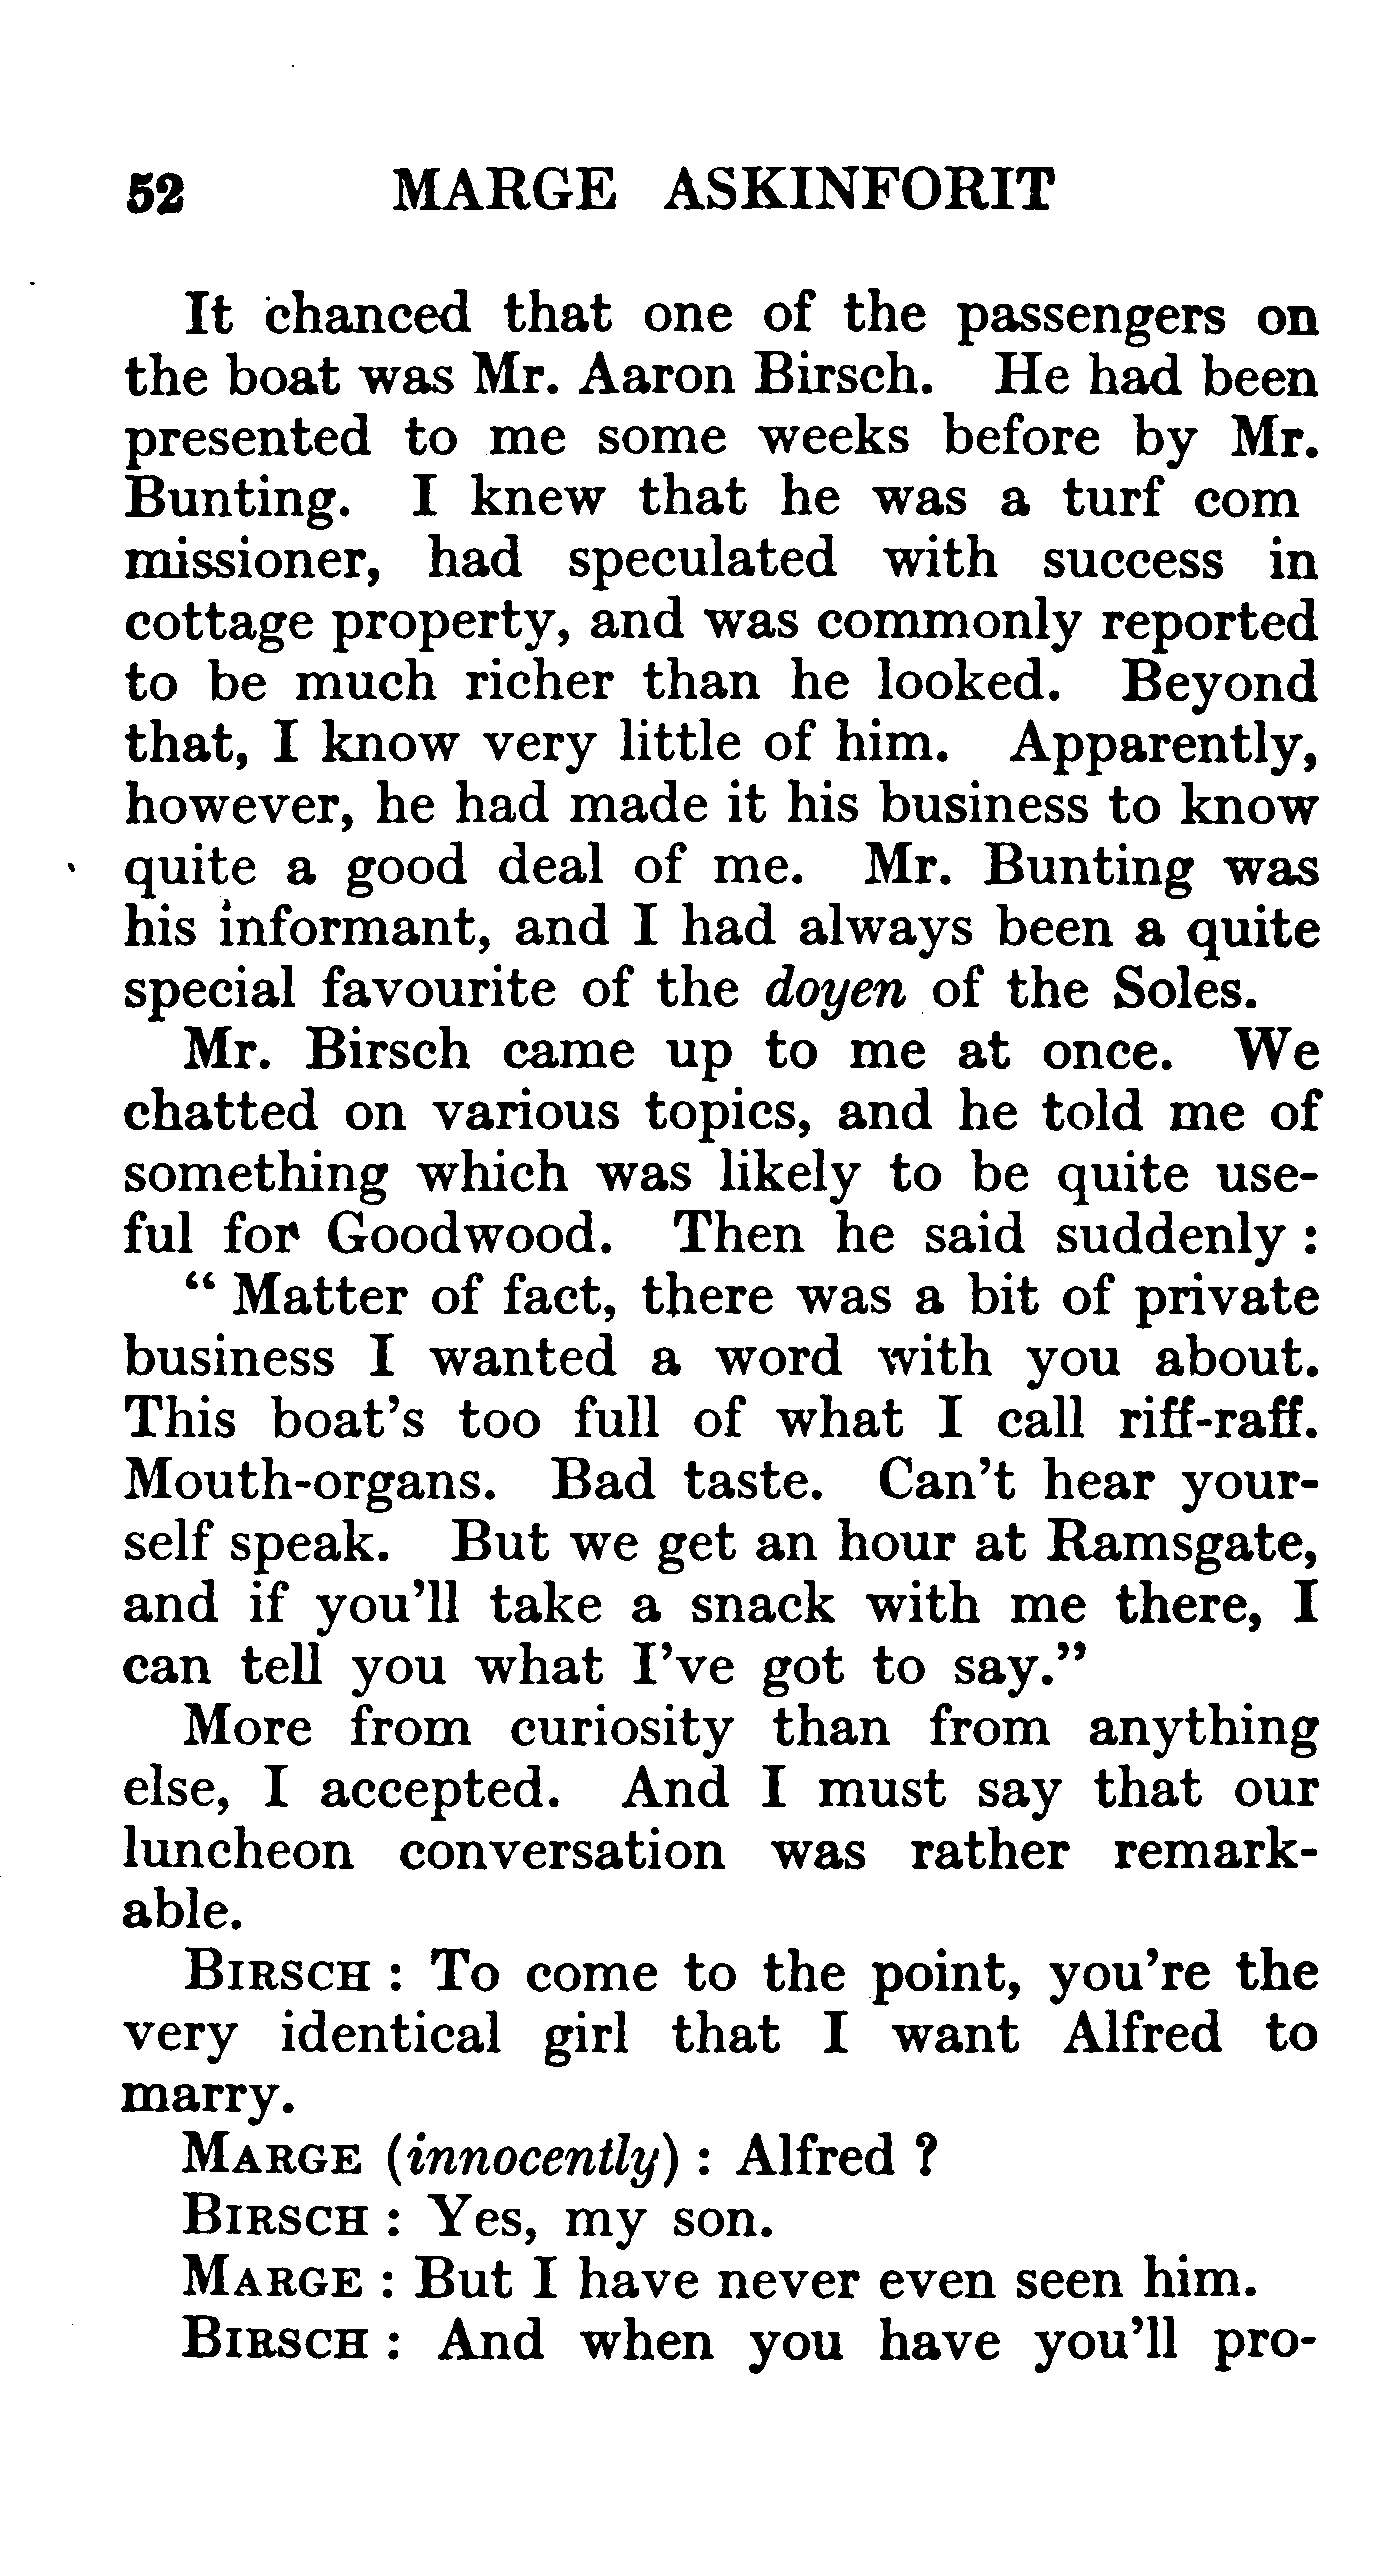 52 MARGE ASKINFORIT
It chanced that one of the passengers on
the boat was Mr. Aaron Birsch. He had been
presented to me some weeks before by Mr.
Bunting. I knew that he was a turf com
missioner, had speculated with success in
cottage property, and was commonly reported
to be much richer than he looked. Beyond
that, I know very little of him. Apparently,
however, he had made it his business to know
quite a good deal of me. Mr. Bunting was
his informant, and I had always been a quite
special favourite of the doyen of the Soles.
Mr. Birsch came up to me at once. We
chatted on various topics, and he told me of
something which was likely to be quite use-
ful for Goodwood. Then he said suddenly :
“ Matter of fact, there was a bit of private
business I wanted a word with you about.
This boat’s too full of what I call riff-raff.
Mouth-organs. Bad taste. Can’t hear your-
self speak. But we get an hour at Ramsgate,
and if you’ll take a snack with me there, I
can tell you what I’ve got to say.”
More from curiosity than from anything
else, I accepted. And I must say that our
luncheon conversation was rather remark-
able.
BIRSCH : To come to the point, you’re the
very identical girl that I want Alfred to
marry.
MARGE (innocently) : Alfred ?
BIRSCH : Yes, my son.
MARGE : But I have never even seen him.
BIRSCH : And when you have you’ll pro-